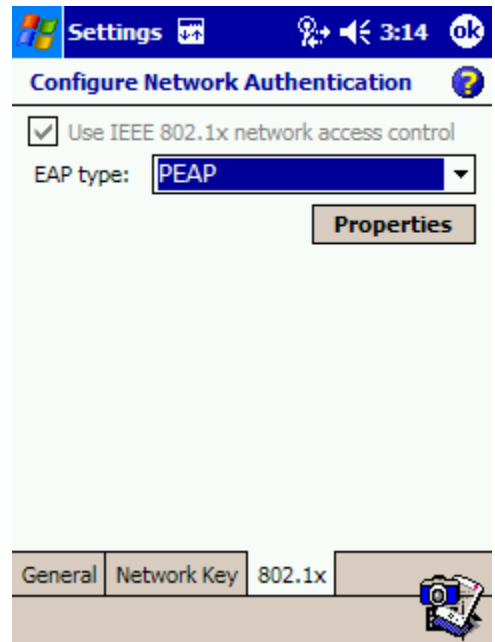 Settings 3:14 ok
Configure Network Authentication ?
Use IEEE 802.1x network access control
EAP type: PEAP
Properties
General Network Key 802.1x